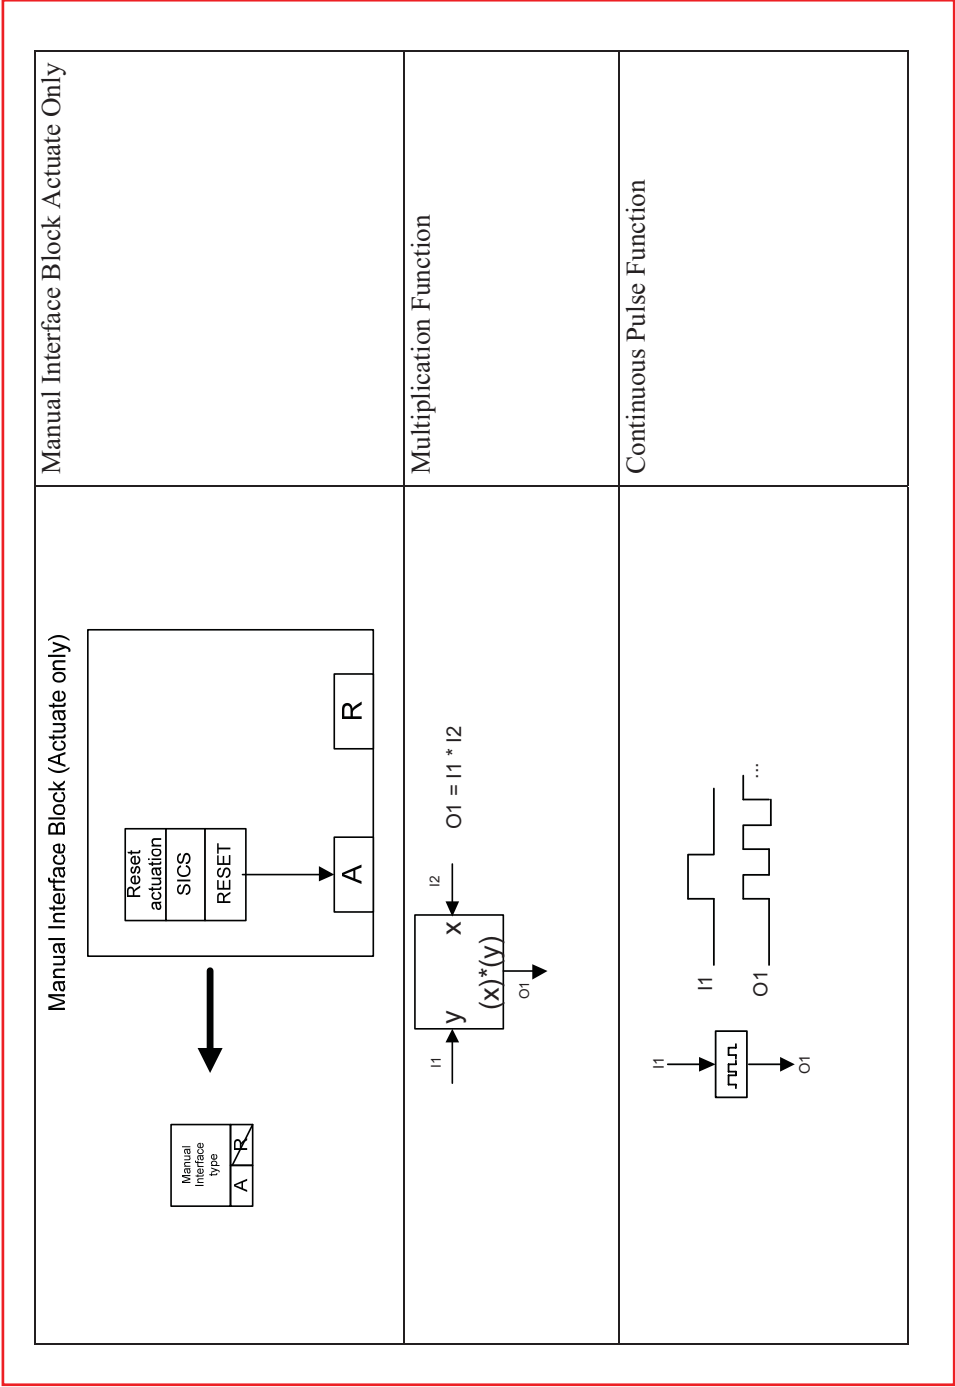 Manual Interface Block (Actuate only)
Manual
Interface
type
A
R
Reset
actuation
SICS
RESET
A
R
Manual Interface Block Actuate Only
I1
y
x
(x)*(y)
I2
O1
O1 = I1 * I2
Multiplication Function
I1
O1
I1
O1
...
Continuous Pulse Function